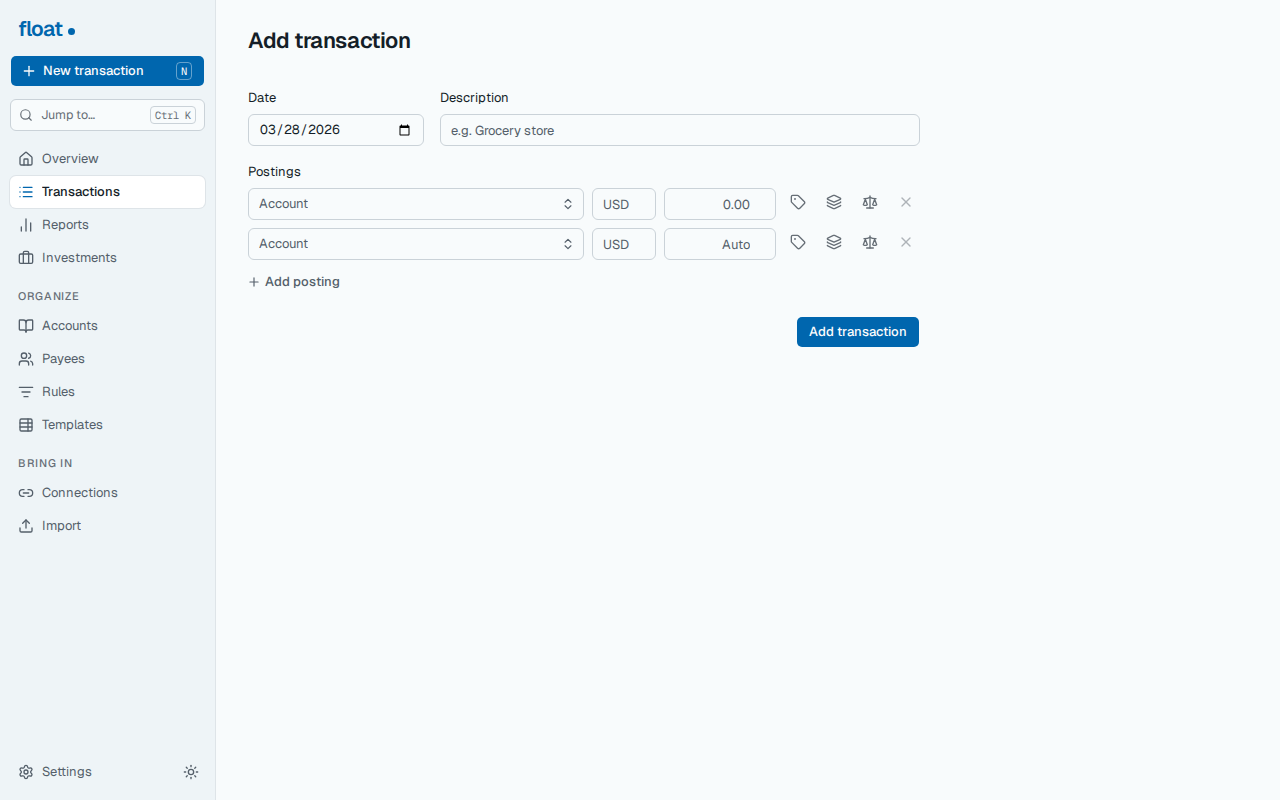 float
New transaction N
Jump to... Ctrl K
Overview
Transactions
Reports
Investments
ORGANIZE
Accounts
Payees
Rules
Templates
BRING IN
Connections
Import
Settings
Add transaction
Date Description
03/28/2026 e.g. Grocery store
Postings
Account USD 0.00
Account USD Auto
Add posting
Add transaction